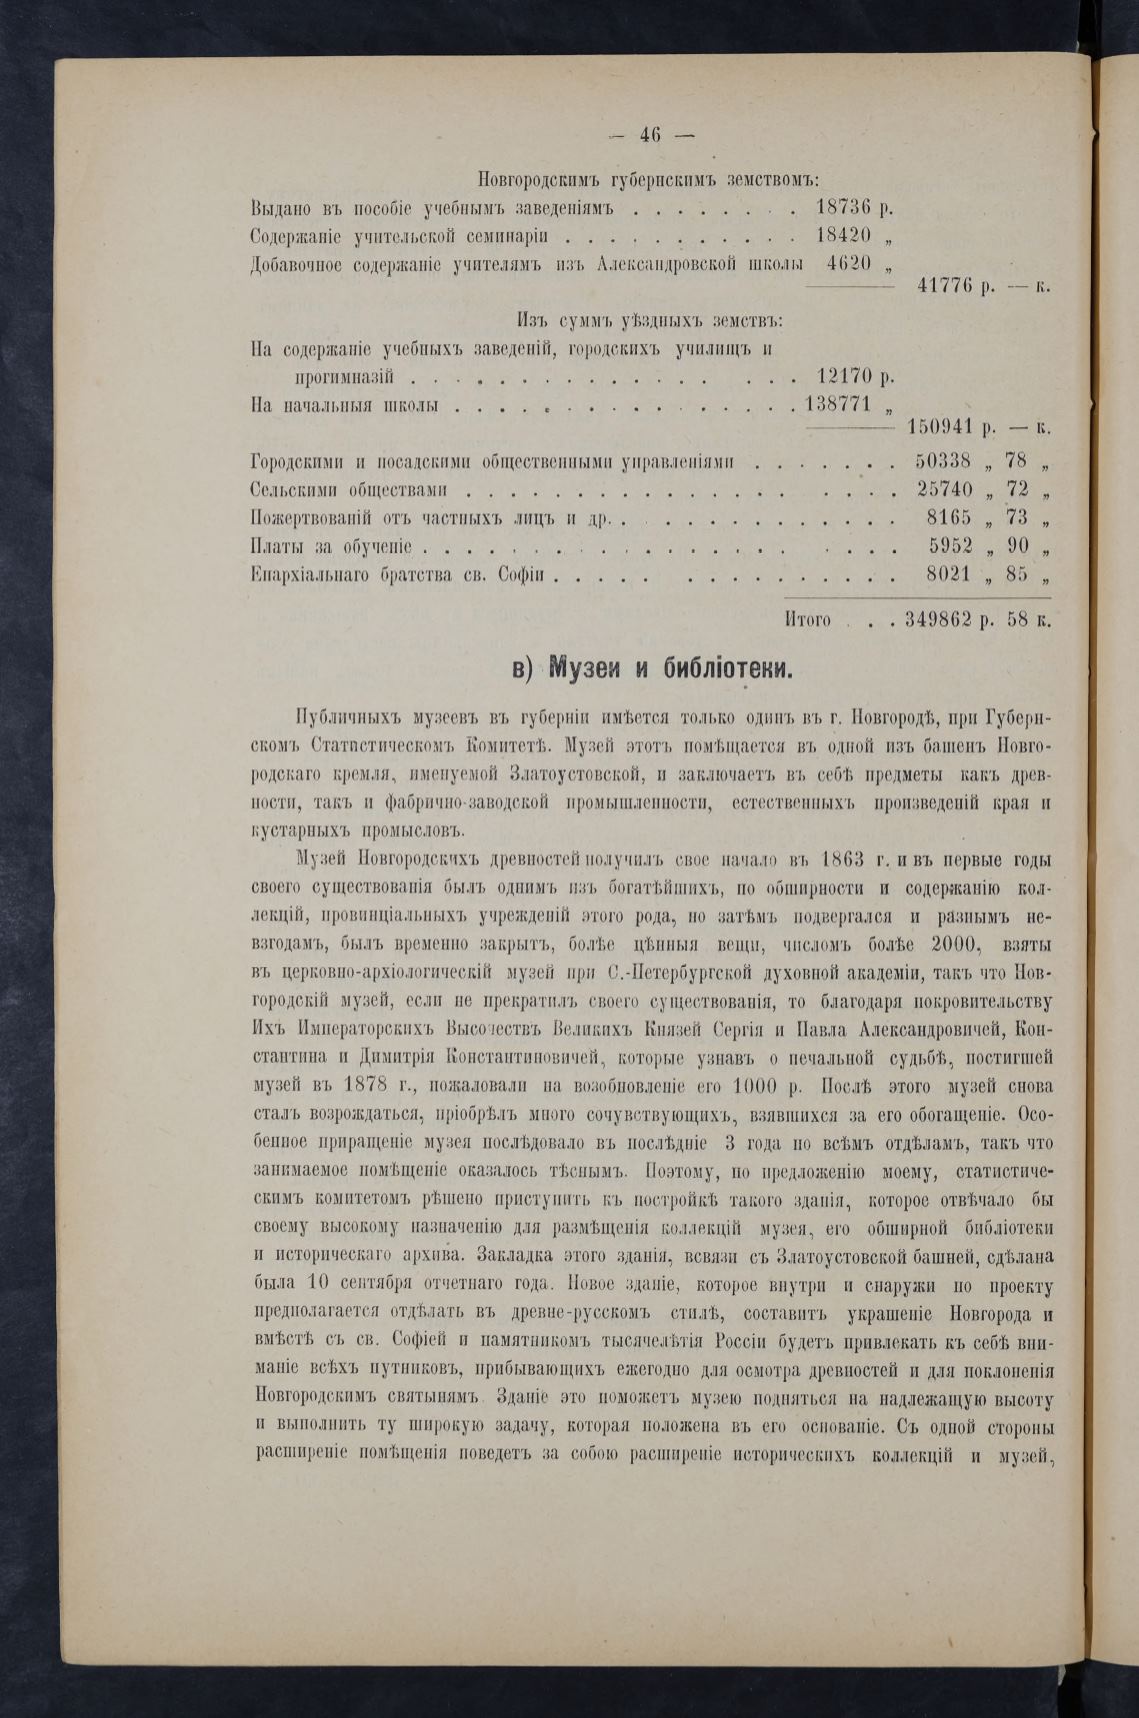 — 46 —
Новгородскимъ губернскимъ земствомъ:
Выдано въ пособіе учебнымъ заведеніямъ . . . . . . . . 18736 р.
Содержаніе учительской семинаріи . . . . . . . . . . . 18420 „
Добавочное содержаніе учителямъ изъ Александровской школы 4620 „
41776 р. — к.
Изъ суммъ уѣздныхъ земствъ:
На содержаніе учебныхъ заведеній, городскихъ училищъ и
прогимназій . . . . . . . . . . . . . . . . . 12170 р.
На начальныя школы . . . . . . . . . . . . . . . . 138771 „
150941 р. — к.
Городскими и посадскими общественными управленіями . . . . . . . 50338 „ 78 „
Сельскими обществами . . . . . . . . . . . . . . . . . . . 25740 „ 72 „
Пожертвованій отъ частныхъ лицъ и др. . . . . . . . . . . . . . 8165 „ 73 „
Платы за обученіе . . . . . . . . . . . . . . . . . . . . . 5952 „ 90 „
Епархіальнаго братства св. Софіи . . . . . . . . . . . . . . . 8021 „ 85 „
Итого . . . 349862 р. 58 к.
в) Музеи и библіотеки.
Публичныхъ музеевъ въ губерніи имѣется только одинъ въ г. Новгородѣ, при Губерн-
скомъ Статистическомъ Комитетѣ. Музей этотъ помѣщается въ одной изъ башенъ Новго-
родскаго кремля, именуемой Златоустовской, и заключаетъ въ себѣ предметы какъ древ-
ности, такъ и фабрично-заводской промышленности, естественныхъ произведеній края и
кустарныхъ промысловъ.
Музей Новгородскихъ древностей получилъ свое начало въ 1863 г. и въ первые годы
своего существованія былъ однимъ изъ богатѣйшихъ, по обширности и содержанію кол-
лекцій, провинціальныхъ учрежденій этого рода, но затѣмъ подвергался и разнымъ не-
взгодамъ, былъ временно закрытъ, болѣе цѣнныя вещи, числомъ болѣе 2000, взяты
въ церковно-архіологическій музей при С.-Петербургской духовной академіи, такъ что Нов-
городскій музей, если не прекратилъ своего существованія, то благодаря покровительству
Ихъ Императорскихъ Высочествъ Великихъ Князей Сергія и Павла Александровичей, Кон-
стантина и Димитрія Константиновичей, которые узнавъ о печальной судьбѣ, постигшей
музей въ 1878 г., пожаловали на возобновленіе его 1000 р. Послѣ этого музей снова
сталъ возрождаться, пріобрѣлъ много сочувствующихъ, взявшихся за его обогащеніе. Осо-
бенное приращеніе музея послѣдовало въ послѣдніе 3 года по всѣмъ отдѣламъ, такъ что
занимаемое помѣщеніе оказалось тѣснымъ. Поэтому, по предложенію моему, статистиче-
скимъ комитетомъ рѣшено приступить къ постройкѣ такого зданія, которое отвѣчало бы
своему высокому назначенію для размѣщенія коллекцій музея, его обширной библіотеки
и историческаго архива. Закладка этого зданія, всвязи съ Златоустовской башней, сдѣлана
была 10 сентября отчетнаго года. Новое зданіе, которое внутри и снаружи по проекту
предполагается отдѣлать въ древне-русскомъ стилѣ, составитъ украшеніе Новгорода и
вмѣстѣ съ св. Софіей и памятникомъ тысячелѣтія Россіи будетъ привлекать къ себѣ вни-
маніе всѣхъ путниковъ, прибывающихъ ежегодно для осмотра древностей и для поклоненія
Новгородскимъ святынямъ. Зданіе это поможетъ музею подняться на надлежащую высоту
и выполнить ту широкую задачу, которая положена въ его основаніе. Съ одной стороны
расширеніе помѣщенія поведетъ за собою расширеніе историческихъ коллекцій и музей,